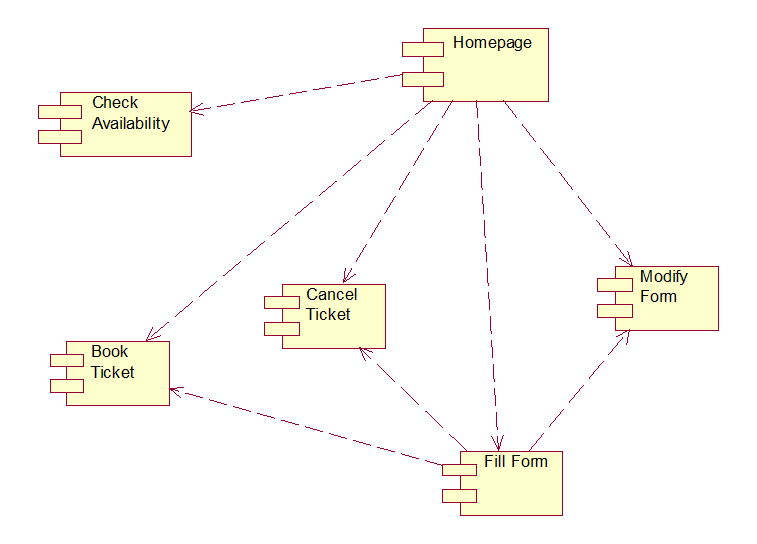 Homepage
Check
Availability
Modify
Form
Cancel
Ticket
Book
Ticket
Fill Form